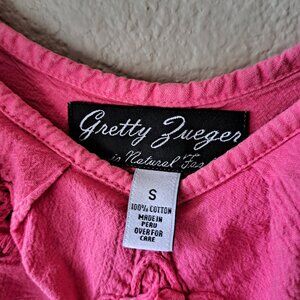 Gretty Zueger
in Natural
S
100% COTTON
MADE IN
PERU
OVER FOR
CARE